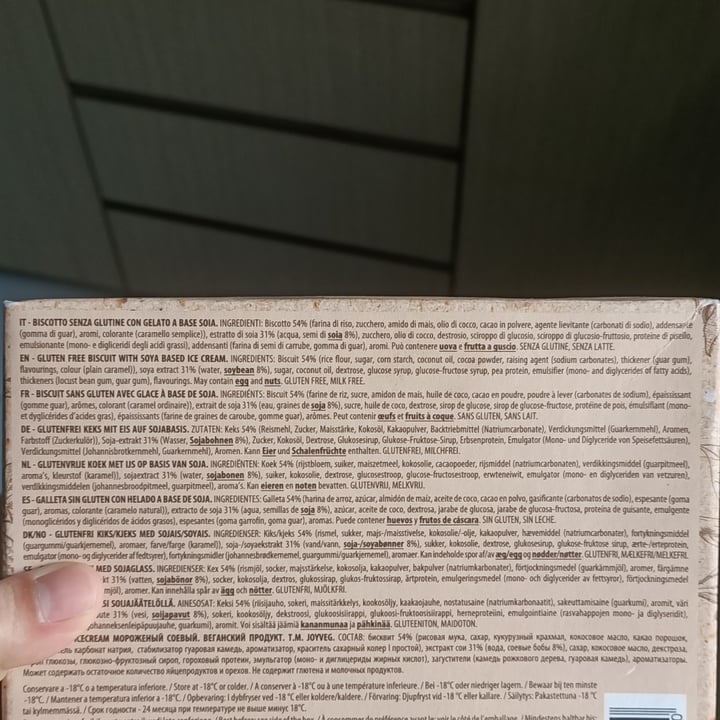 IT - BISCOTTO SENZA GLUTINE CON GELATO A BASE SOIA. INGREDIENTI: Biscotto 54% (farina di riso, zucchero, amido di mais, olio di cocco, cacao in polvere, agente lievitante (carbonati di sodio), addensante
(gomma di guar), aromi, colorante (caramello semplice)), estratto di soia 31% (acqua, semi di soia 8%), zucchero, olio di cocco, destrosio, sciroppo di glucosio, sciroppo di glucosio-fruttosio, proteine di pisello,
emulsionante (mono- e digliceridi degli acidi grassi), addensanti (farina di semi di carrube, gomma di guar), aromi. Può contenere uova e frutta a guscio. SENZA GLUTINE, SENZA LATTE.
EN - GLUTEN FREE BISCUIT WITH SOYA BASED ICE CREAM. INGREDIENTS: Biscuit 54% (rice flour, sugar, corn starch, coconut oil, cocoa powder, raising agent (sodium carbonates), thickener (guar gum),
flavourings, colour (plain caramel)), soya extract 31% (water, soybean 8%), sugar, coconut oil, dextrose, glucose syrup, glucose-fructose syrup, pea protein, emulsifier (mono- and diglycerides of fatty acids),
thickeners (locust bean gum, guar gum), flavourings. May contain egg and nuts. GLUTEN FREE, MILK FREE.
FR - BISCUIT SANS GLUTEN AVEC GLACE À BASE DE SOJA. INGRÉDIENTS: Biscuit 54% (farine de riz, sucre, amidon de mais, huile de coco, cacao en poudre, poudre à lever (carbonates de sodium), épaississant
(gomme guar), arômes, colorant (caramel ordinaire)), extrait de soja 31% (eau, graines de soja 8%), sucre, huile de coco, dextrose, sirop de glucose, sirop de glucose-fructose, protéine de pois, émulsifiant (mono-
et diglycérides d'acides gras), épaississants (farine de graines de caroube, gomme guar), arômes. Peut contenir œufs et fruits à coque. SANS GLUTEN, SANS LAIT.
DE - GLUTENFREI KEKS MIT EIS AUF SOJABASIS. ZUTATEN: Keks 54% (Reismehl, Zucker, Maisstärke, Kokosöl, Kakaopulver, Backtriebmittel (Natriumcarbonate), Verdickungsmittel (Guarkernmehl), Aromen,
Farbstoff (Zuckerkulör)), Soja-extrakt 31% (Wasser, Sojabohnen 8%), Zucker, Kokosöl, Dextrose, Glukosesirup, Glukose-Fruktose-Sirup, Erbsenprotein, Emulgator (Mono- und Diglyceride von Speisefettsäuren),
Verdickungsmittel (Johannisbrotkernmehl, Guarkernmehl), Aromen. Kann Eier und Schalenfrüchte enthalten. GLUTENFREI, MILCHFREI.
NL - GLUTENVRIJE KOEK MET IJS OP BASIS VAN SOJA. INGREDIËNTEN: Koek 54% (rijstbloem, suiker, maiszetmeel, kokosolie, cacaopoeder, rijsmiddel (natriumcarbonaten), verdikkingsmiddel (guarpitmeel),
aroma's, kleurstof (karamel)), sojaextract 31% (water, sojabonen 8%), suiker, kokosolie, dextrose, glucosestroop, glucose-fructosestroop, erwteneiwit, emulgator (mono- en diglyceriden van vetzuren),
verdikkingsmiddelen (johannesbroodpitmeel, guarpitmeel), aroma's. Kan eieren en noten bevatten. GLUTENVRIJ, MELKVRIJ.
ES - GALLETA SIN GLUTEN CON HELADO A BASE DE SOJA. INGREDIENTES: Galleta 54% (harina de arroz, azúcar, almidón de maíz, aceite de coco, cacao en polvo, gasificante (carbonatos de sodio), espesante (goma
guar), aromas, colorante (caramelo natural)), extracto de soja 31% (agua, semillas de soja 8%), azúcar, aceite de coco, dextrosa, jarabe de glucosa, jarabe de glucosa-fructosa, proteína de guisante, emulgente
(monoglicéridos y diglicéridos de ácidos grasos), espesantes (goma garrofín, goma guar), aromas. Puede contener huevos y frutos de cáscara. SIN GLUTEN, SIN LECHE.
DK/NO - GLUTENFRI KIKS/KJEKS MED SOJAIS/SOYAIS. INGREDIENSER: Kiks/kjeks 54% (rismel, sukker, majs-/maisstivelse, kokosolie/-olje, kakaopulver, hævemiddel (natriumcarbonater), fortykningsmiddel
(guargummi/guarkjernemel), aromaer, farve/farge (karamel)), soja-/soyaekstrakt 31% (vand/vann, soja-/soyabønner 8%), sukker, kokosolie, dextrose, glukosesirup, glukose-fruktose sirup, ærte-/erteprotein,
emulgator (mono- og diglycerider af fedtsyrer), fortykningsmidler (johannesbrødkernemel, guargummi/guarkjernemel), aromaer. Kan indeholde spor af/av æg/egg og nødder/nøtter. GLUTENFRI, MÆLKEFRI/MELKEFRI.
MED SOJAGLASS. INGREDIENSER: Kex 54% (rismjöl, socker, majsstärkelse, kokosolja, kakaopulver, bakpulver (natriumkarbonater), förtjockningsmedel (guarkärnmjöl), aromer, färgämne
31% (vatten, sojabönor 8%), socker, kokosolja, dextros, glukossirap, glukos-fruktossirap, ärtprotein, emulgeringsmedel (mono- och diglycerider av fettsyror), förtjockningsmedel
guarkärnmjöl), aromer. Kan innehålla spår av ägg och nötter. GLUTENFRI, MJÖLKFRI.
SOIJAJÄÄTELÖLLÄ. AINESOSAT: Keksi 54% (riisijauho, sokeri, maissitärkkelys, kookosöljy, kaakaojauhe, nostatusaine (natriumkarbonaatit), sakeuttamisaine (guarkumi), aromit, väri
31% (vesi, soijapavut 8%), sokeri, kookosöljy, dekstroosi, glukoosisiirappi, glukoosi-fruktoosisiirappi, herneproteiini, emulgointiaine (rasvahappojen mono- ja diglyseridit),
johanneksenleipäpuujauhe, guarkumi), aromit. Voi sisältää jäämiä kananmunaa ja pähkinää. GLUTEENITON, MAIDOTON.
ICECREAM МОРОЖЕНЫЙ СОЕВЫЙ. ВЕГАНСКИЙ ПРОДУКТ. Т.М. JOYVEG. СОСТАВ: бисквит 54% (рисовая мука, сахар, кукурузный крахмал, кокосовое масло, какао порошок,
карбонат натрия, стабилизатор гуаровая камедь, ароматизатор, краситель сахарный колер I простой), экстракт сои 31% (вода, соевые бобы 8%), сахар, кокосовое масло, декстроза,
глюкозы, глюкозно-фруктозный сироп, гороховый протеин, эмульгатор (моно- и диглицериды жирных кислот), загустители (камедь рожкового дерева, гуаровая камедь), ароматизаторы.
Может содержать остаточное количество яйцепродуктов и орехов. Не содержит глютена и молочных продуктов.
Conservare a -18°C o a temperatura inferiore. / Store at -18°C or colder. / A conserver à -18°C ou à une température inférieure. / Bei -18°C oder niedriger lagern. / Bewaar bij ten minste
-18°C. / Mantener a temperatura inferior a -18°C. / Opbevaring: I dybfryser ved -18 °C eller koldere/kaldere. / Förvaring: Djupfryst vid -18 °C eller kallare. / Säilytys: Pakastettuna -18 °C
tai kylmemmässä. / Срок годности - 24 месяца при температуре не выше минус 18°С.